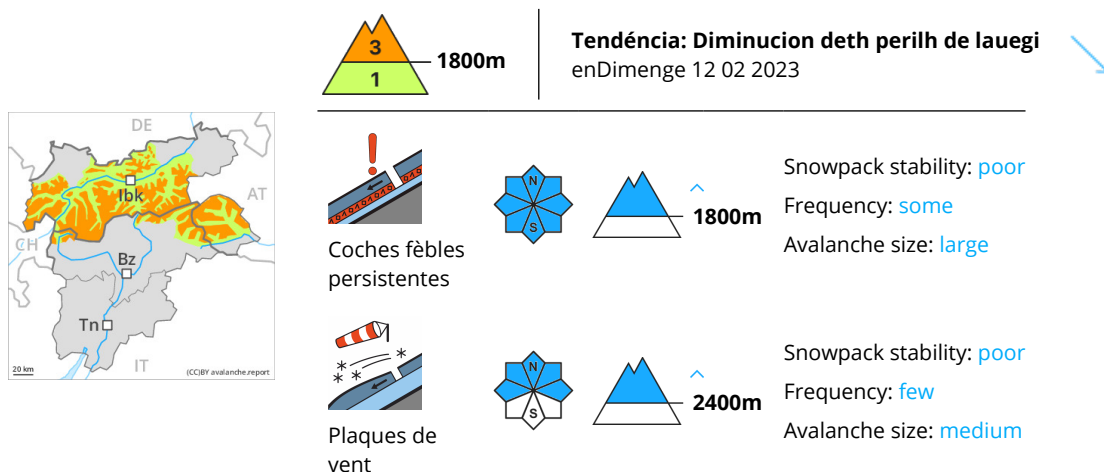 3
1
1800m
Tendéncia: Diminucion deth perilh de lauegi
enDimenge 12 02 2023
DE
AT
CH
IT
Ibk
Bz
Tn
20 km
(CC)BY avalanche.report
Coches fèbles
persistentes
N
S
1800m
Snowpack stability: poor
Frequency: some
Avalanche size: large
Plaques de
vent
N
S
2400m
Snowpack stability: poor
Frequency: few
Avalanche size: medium